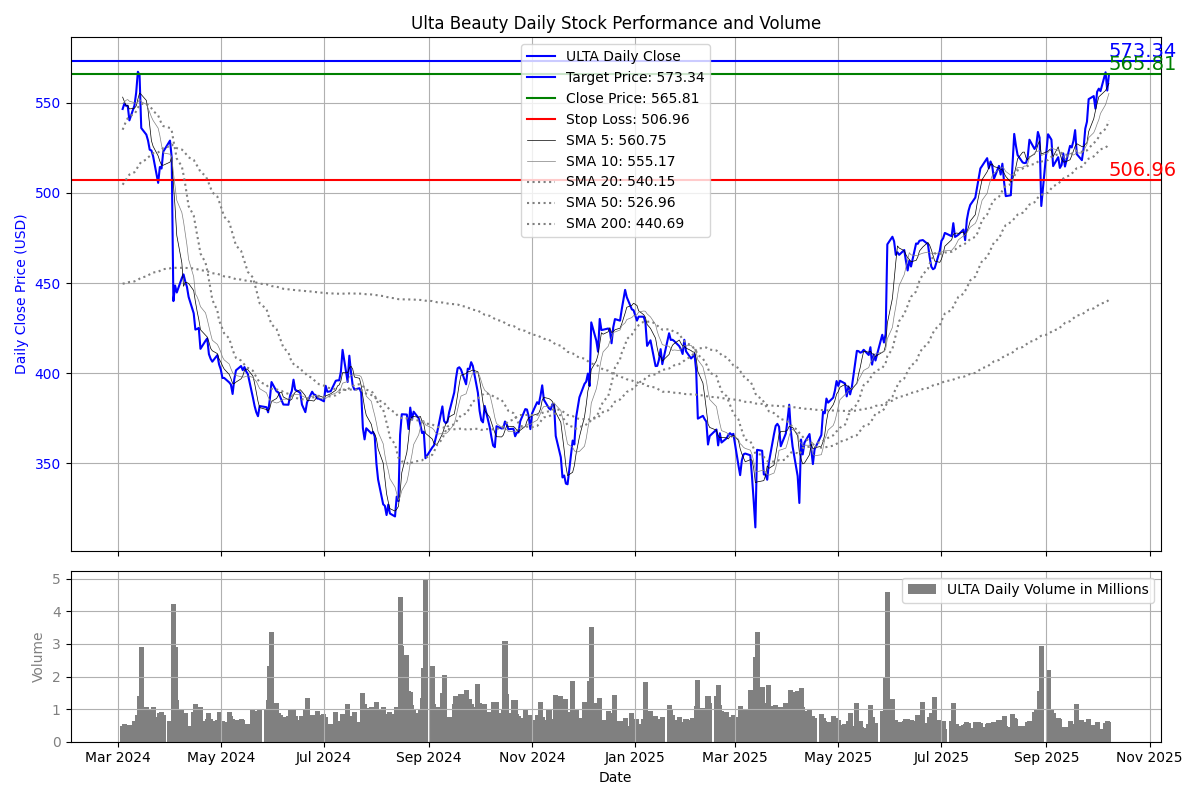 Ulta Beauty Daily Stock Performance and Volume
573.34
565.81
506.96
ULTA Daily Close
Target Price: 573.34
Close Price: 565.81
Stop Loss: 506.96
SMA 5: 560.75
SMA 10: 555.17
SMA 20: 540.15
SMA 50: 526.96
SMA 200: 440.69
Daily Close Price (USD)
550
500
450
400
350
ULTA Daily Volume in Millions
Volume
5
4
3
2
1
0
Mar 2024 May 2024 Jul 2024 Sep 2024 Nov 2024 Jan 2025 Mar 2025 May 2025 Jul 2025 Sep 2025 Nov 2025
Date